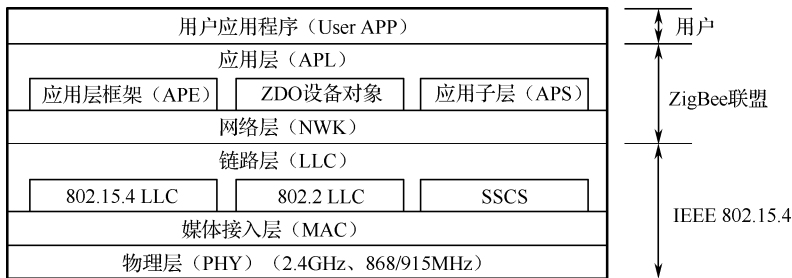 用户应用程序（User APP）
用户
应用层（APL）
应用层框架（APE）
ZDO设备对象
应用子层（APS）
ZigBee联盟
网络层（NWK）
链路层（LLC）
802.15.4 LLC
802.2 LLC
SSCS
IEEE 802.15.4
媒体接入层（MAC）
物理层（PHY）（2.4GHz、868/915MHz）